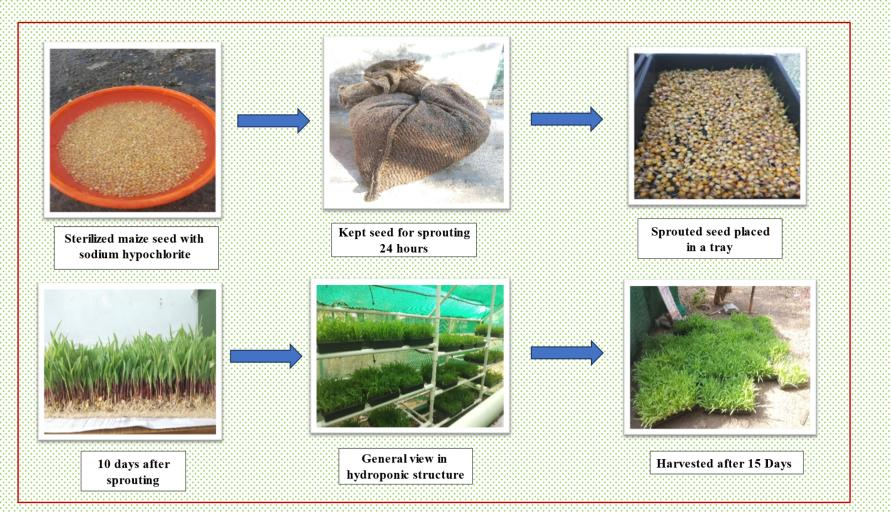 Sterilized maize seed with
sodium hypochlorite
Kept seed for sprouting
24 hours
Sprouted seed placed
in a tray
10 days after
sprouting
General view in
hydroponic structure
Harvested after 15 Days